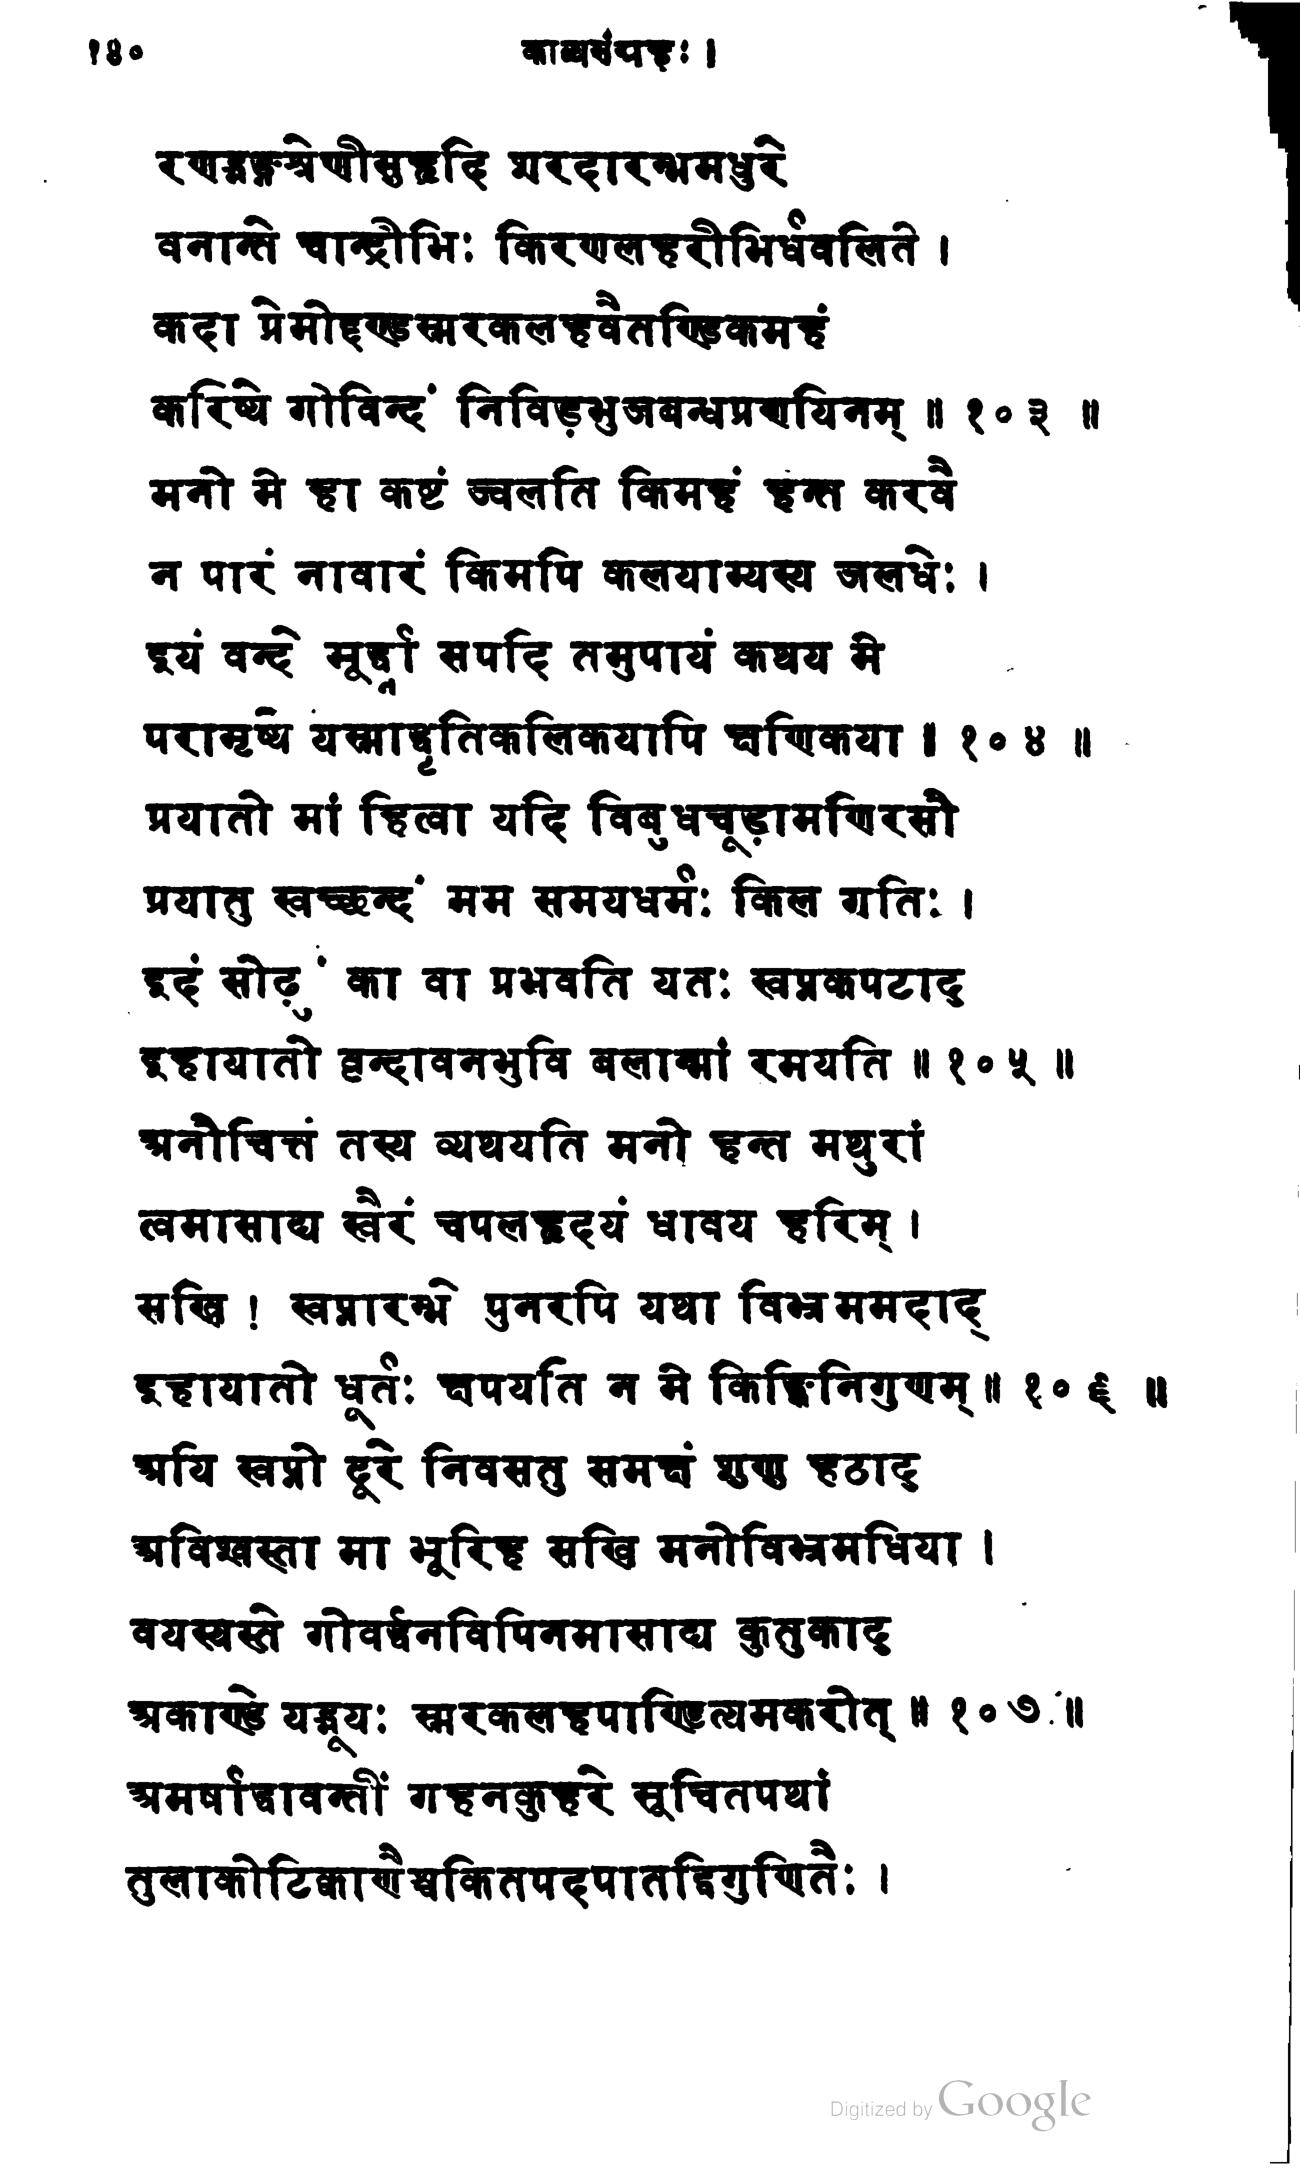 १४० काव्यसंग्रहः ।
रणद्भृङ्गश्रेणीसुहृदि शरदारम्भमधुरे
वनान्ते चान्द्रीभिः किरणलहरीभिर्धवलिते ।
कदा प्रेमोद्दण्डस्मरकलहवैतण्डिकमहं
करिष्ये गोविन्दं निविड़भुजबन्धप्रणयिनम् ॥ १०३ ॥
मनो मे हा कष्टं ज्वलति किमहं हन्त करवै
न पारं नावारं किमपि कलयाम्यस्य जलधेः ।
इयं वन्दे मूर्द्ध्ना सपदि तमुपायं कथय मे
परामृष्ये यस्माद्धृतिकलिकयापि क्षणिकया ॥ १०४ ॥
प्रयातो मां हित्वा यदि विबुधचूड़ामणिरसौ
प्रयातु स्वच्छन्दं मम समयधर्मः किल गतिः ।
इदं सोढ़ुं का वा प्रभवति यतः स्वप्नकपटाद्
इहायातो वृन्दावनभुवि बलान्मां रमयति ॥ १०५ ॥
अनौचित्तं तस्य व्यथयति मनो हन्त मथुरां
त्वमासाद्य स्वैरं चपलहृदयं धावय हरिम् ।
सखि ! स्वप्नारम्भे पुनरपि यथा विभ्रममदाद्
इहायातो धूर्तः क्षपयति न मे किङ्किनिगुणम् ॥ १०६ ॥
अयि स्वप्नो दूरे निवसतु समक्षं शृणु हठाद्
अविश्वस्ता मा भूरिह सखि मनोविभ्रमधिया ।
वयस्यस्ते गोवर्द्धनविपिनमासाद्य कुतुकाद्
अकाण्डे यद्भूयः स्मरकलहपाण्डित्यमकरोत् ॥ १०७ ॥
अमर्षाद्धावन्तीं गहनकुहरे सूचितपथां
तुलाकोटिक्वाणैश्चकितपदपातद्विगुणितैः ।
Digitized by Google